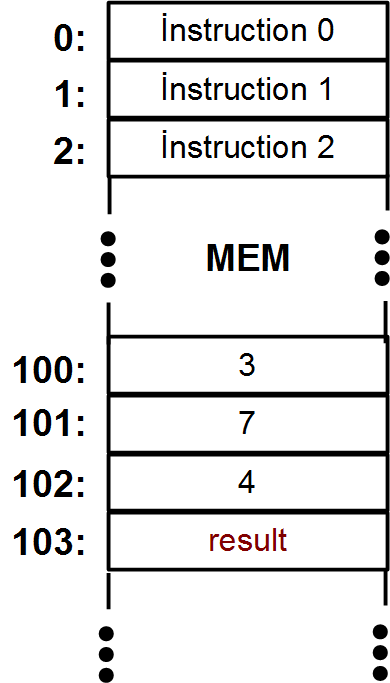 0: İnstruction 0
1: İnstruction 1
2: İnstruction 2
MEM
100: 3
101: 7
102: 4
103: result